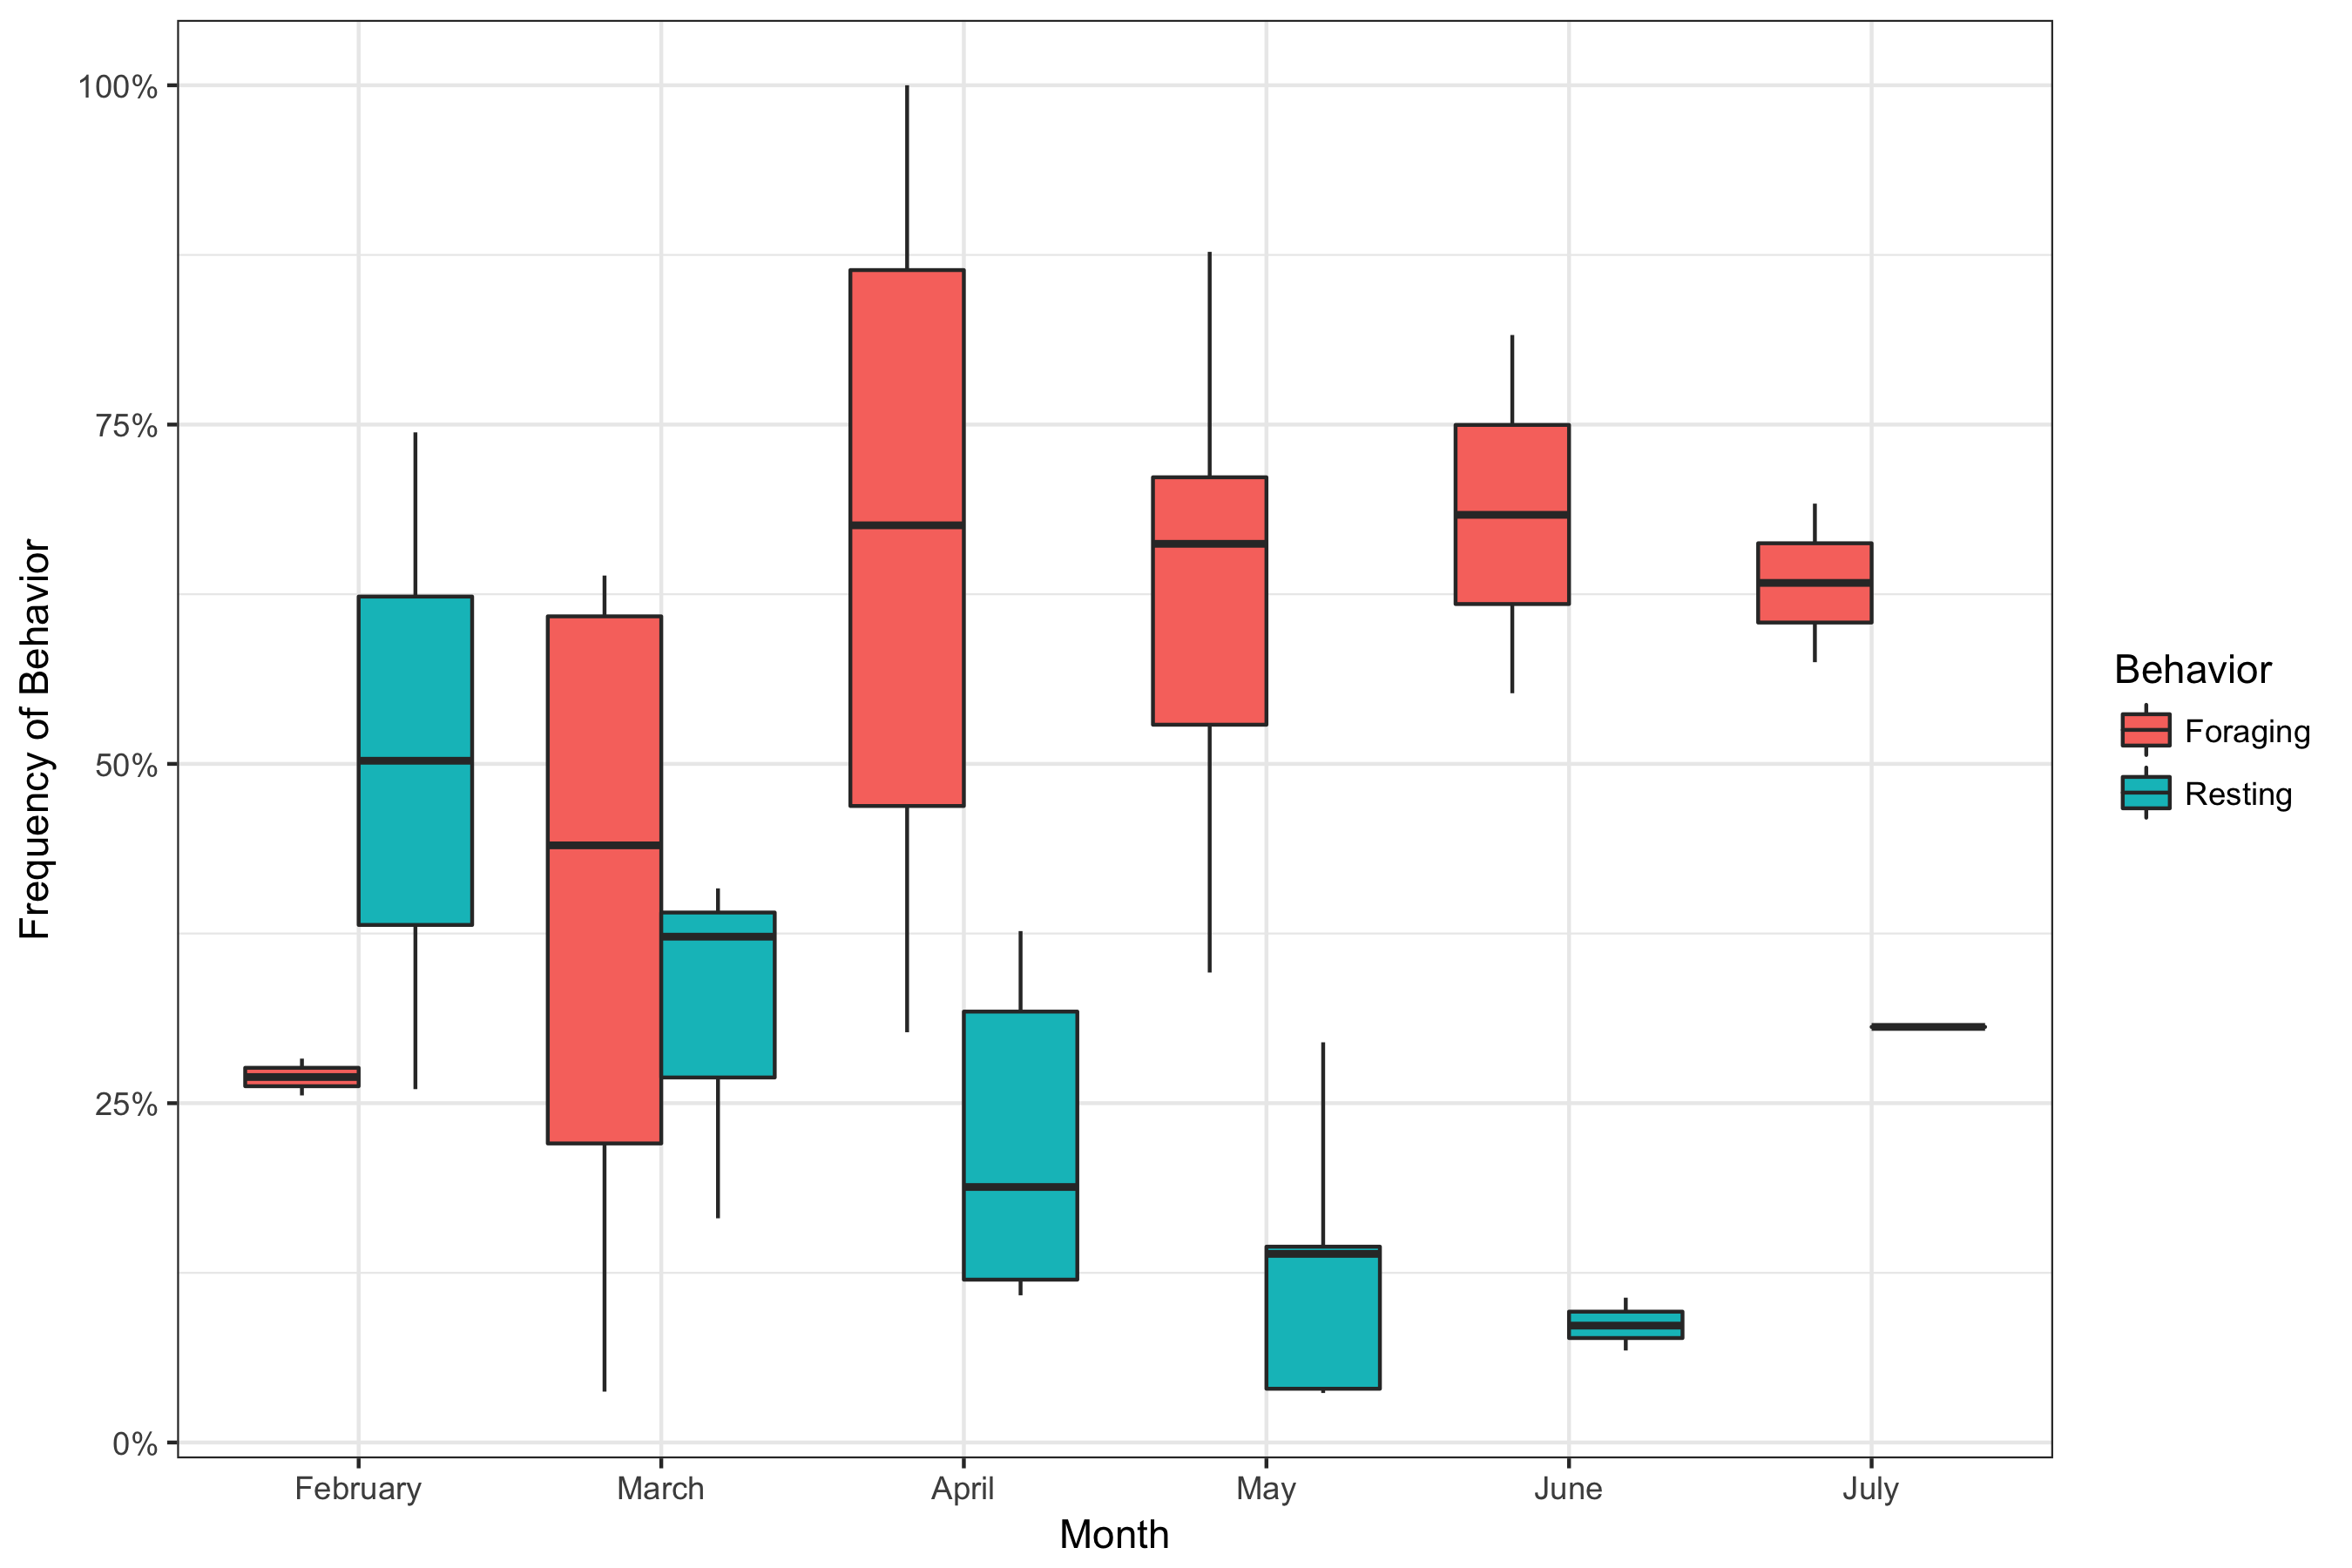 Frequency of Behavior
100%
75%
50%
25%
0%
February March April May June July
Month
Behavior
Foraging
Resting